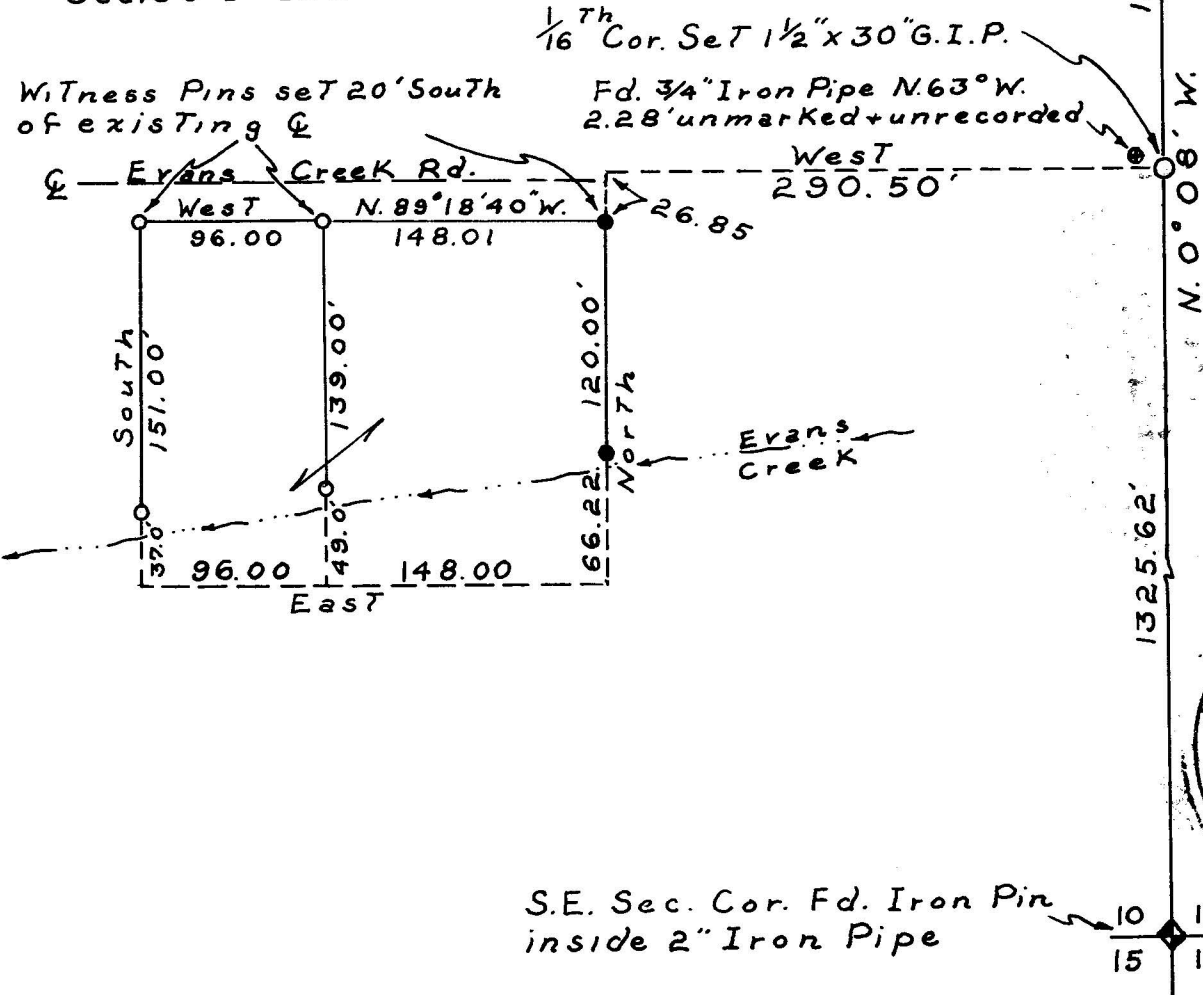 1/16 Th Cor. Set 1 1/2" x 30" G.I.P.
Witness Pins set 20' South
of existing ℄
Fd. 3/4" Iron Pipe N.63° W.
2.28' unmarked + unrecorded
℄ Evans Creek Rd.
West
290.50'
West
96.00
N. 89°18'40" W.
148.01
26.85
N. 0° 08' W.
South
151.00'
139.00'
120.00'
North
Evans
Creek
66.22
37.0'
49.0'
96.00
148.00
East
1325.62'
S.E. Sec. Cor. Fd. Iron Pin
inside 2" Iron Pipe
10
15